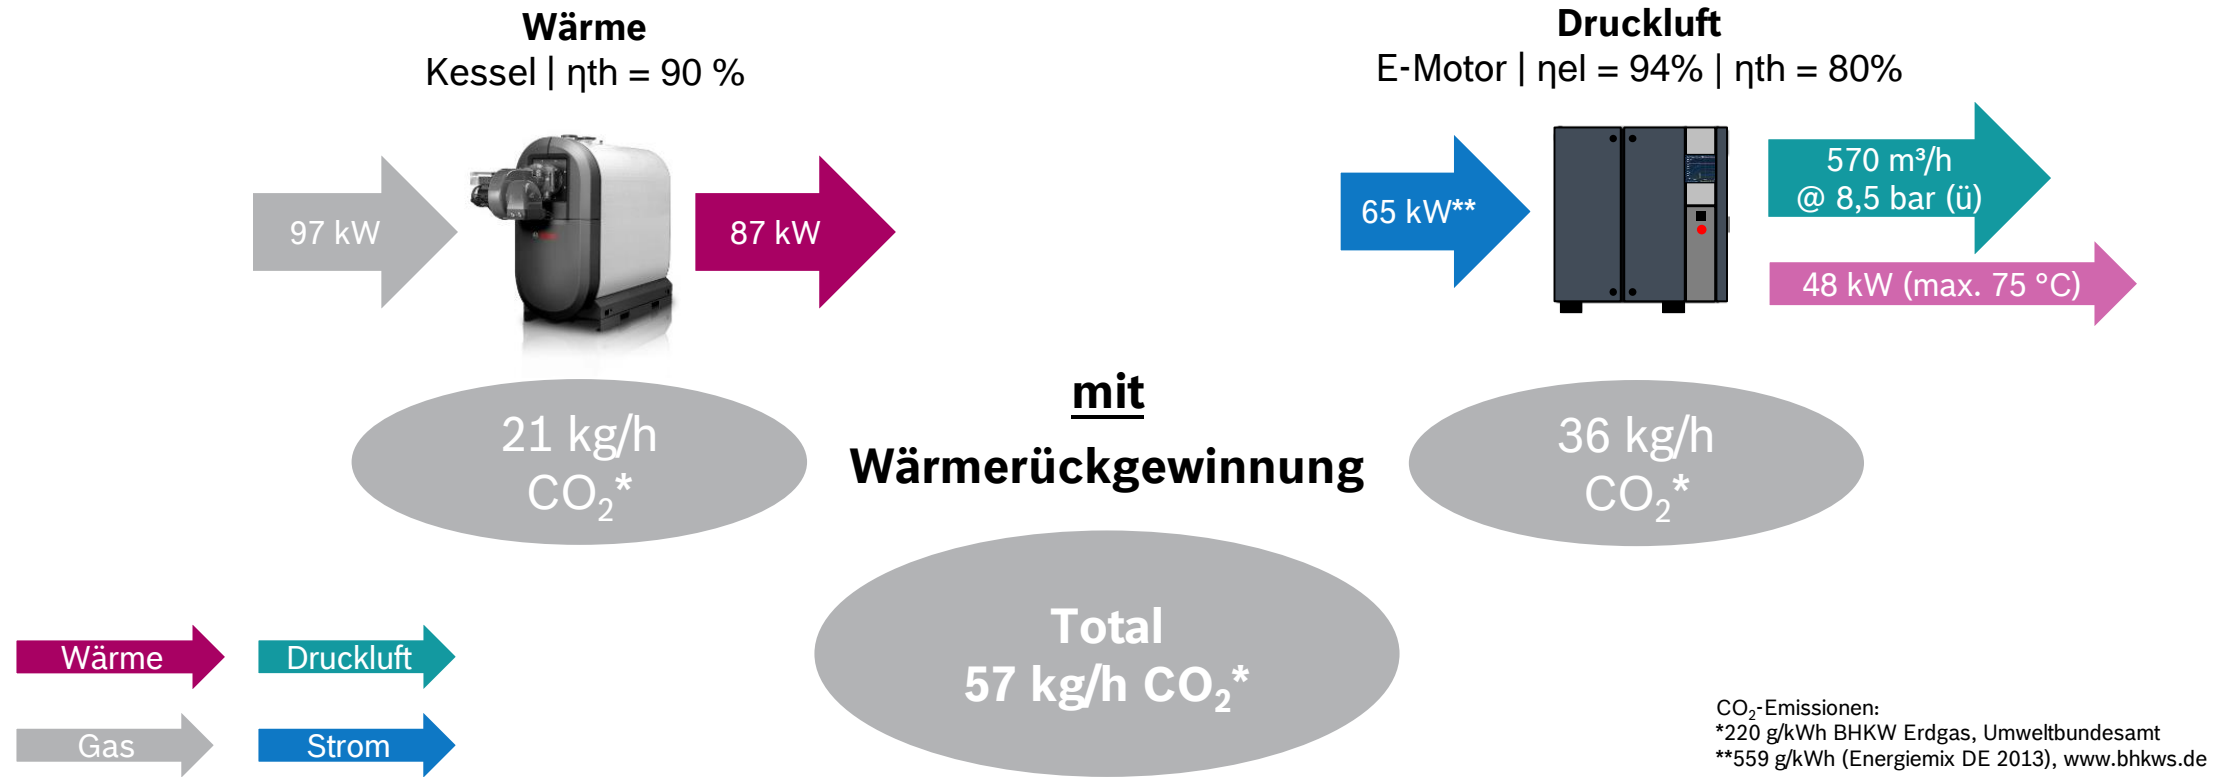 Wärme
Kessel | ηth = 90 %
97 kW
87 kW
21 kg/h
CO₂*
Druckluft
E-Motor | ηel = 94% | ηth = 80%
65 kW**
570 m³/h
@ 8,5 bar (ü)
48 kW (max. 75 °C)
36 kg/h
CO₂*
mit
Wärmerückgewinnung
Total
57 kg/h CO₂*
Wärme
Druckluft
Gas
Strom
CO₂-Emissionen:
*220 g/kWh BHKW Erdgas, Umweltbundesamt
**559 g/kWh (Energiemix DE 2013), www.bhkws.de